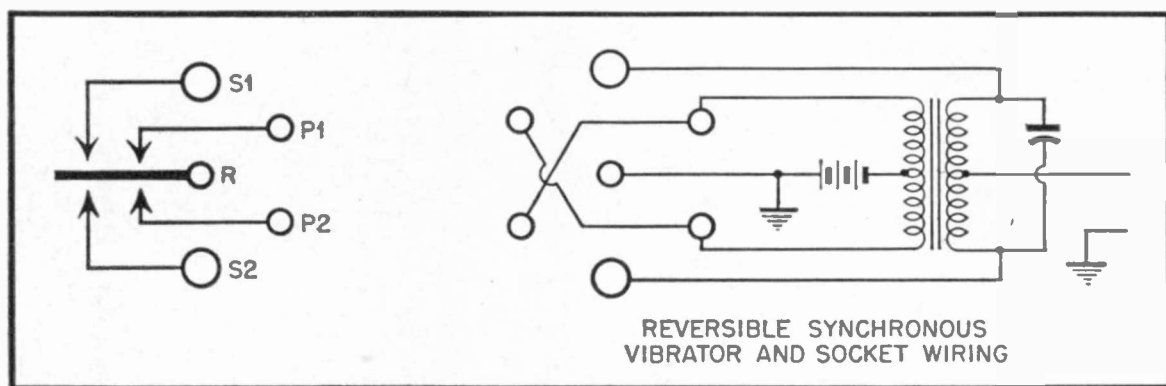 S1
P1
R
P2
S2
REVERSIBLE SYNCHRONOUS
VIBRATOR AND SOCKET WIRING